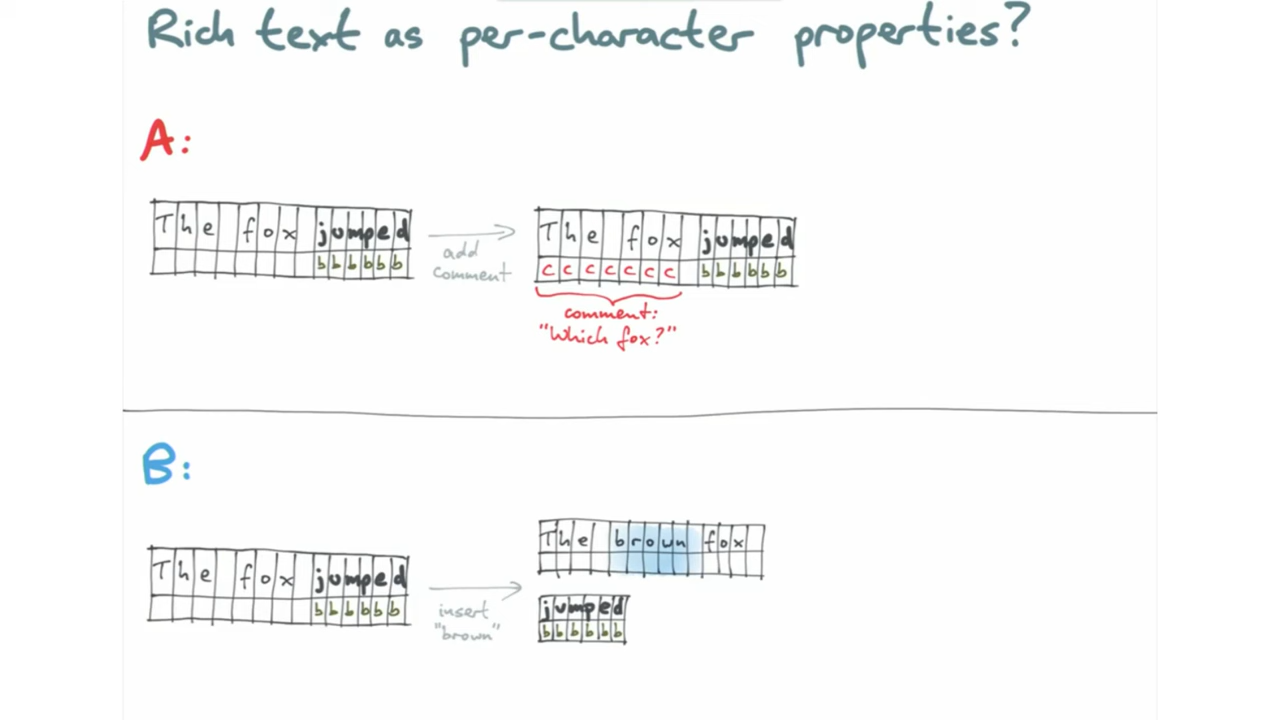 Rich text as per-character properties?
A:
The fox jumped
bbbbbb
add
comment
The fox jumped
ccccccc bbbbbb
comment:
"Which fox?"
B:
The fox jumped
bbbbbb
insert
"brown"
The brown fox
jumped
bbbbbb